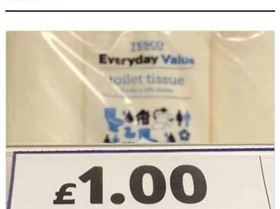 TESCO
Everyday Value
toilet tissue
£1.00